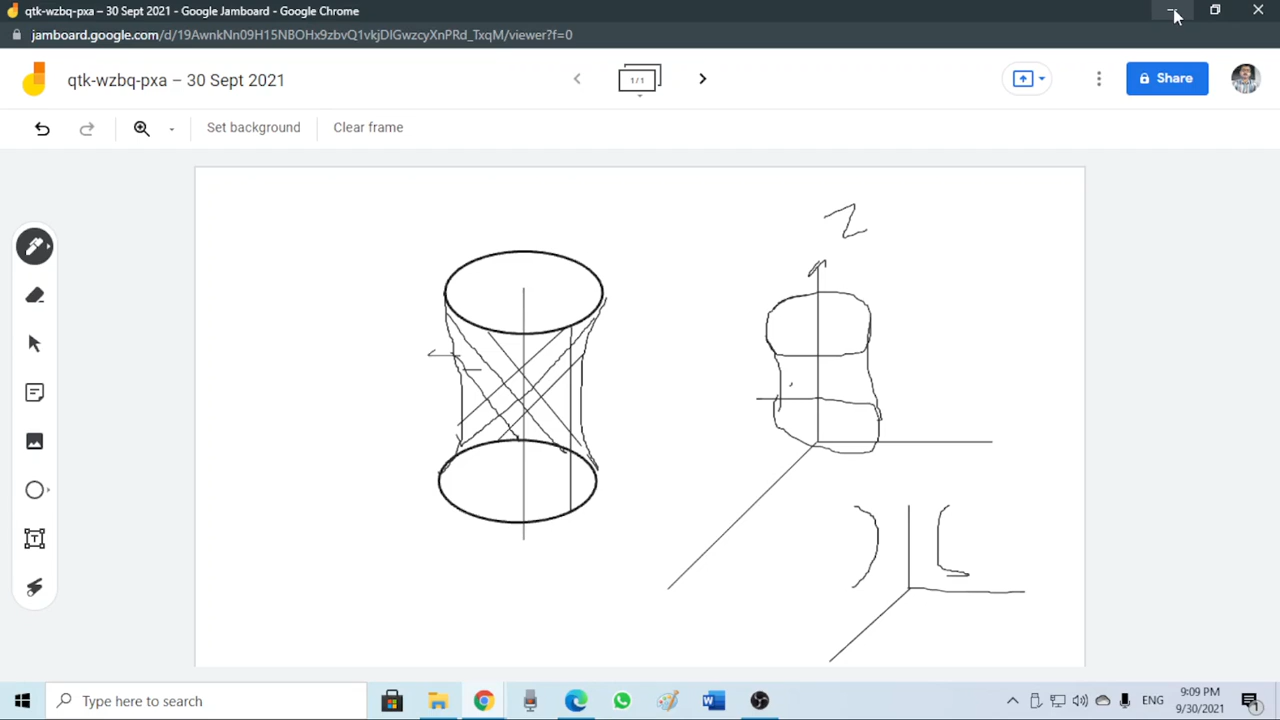 qtk-wzbq-pxa – 30 Sept 2021 - Google Jamboard - Google Chrome
jamboard.google.com/d/19AwnkNn09H15NBOHx9zbvQ1vkjDlGwzcyXnPRd_TxqM/viewer?f=0
qtk-wzbq-pxa – 30 Sept 2021
1/1
Share
Set background
Clear frame
Z
T
Type here to search
W
ENG
9:09 PM
9/30/2021
1